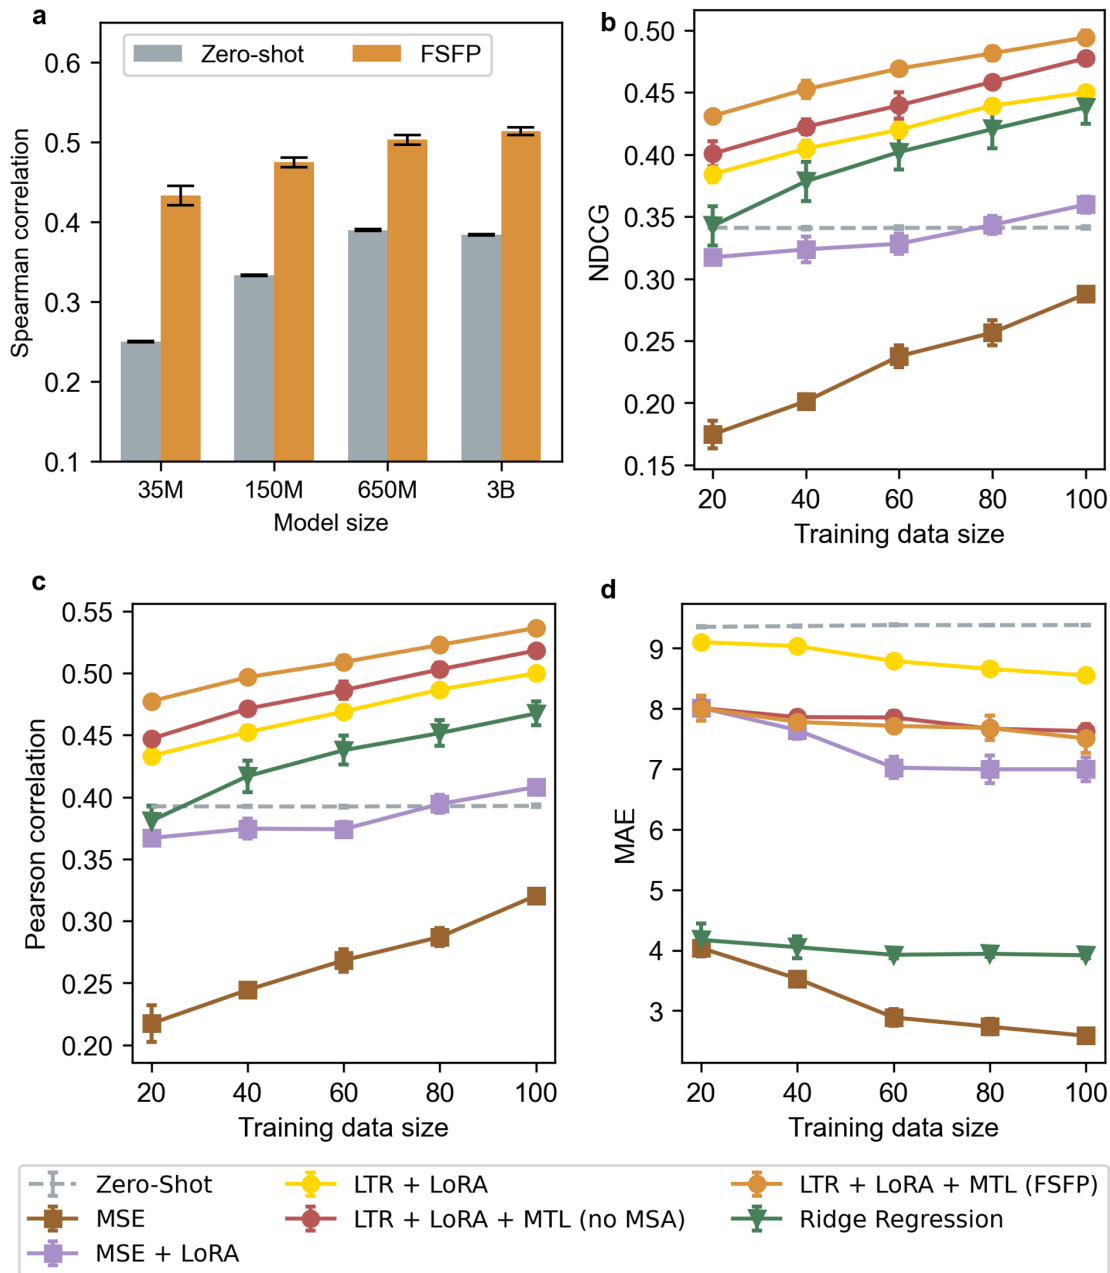 a
Zero-shot
FSFP
0.6
0.5
0.4
0.3
0.2
0.1
Spearman correlation
35M 150M 650M 3B
Model size
b
0.50
0.45
0.40
0.35
0.30
0.25
0.20
0.15
NDCG
20 40 60 80 100
Training data size
c
0.55
0.50
0.45
0.40
0.35
0.30
0.25
0.20
Pearson correlation
20 40 60 80 100
Training data size
d
9
8
7
6
5
4
3
MAE
20 40 60 80 100
Training data size
Zero-Shot
MSE
MSE + LoRA
LTR + LoRA
LTR + LoRA + MTL (no MSA)
LTR + LoRA + MTL (FSFP)
Ridge Regression